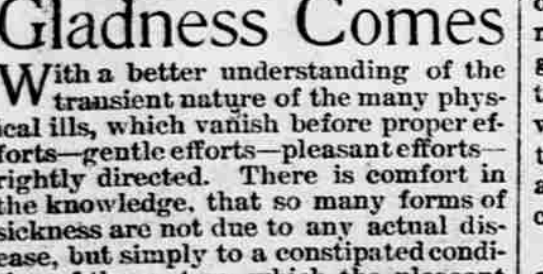 Gladness Comes
With a better understanding of the
transient nature of the many phys-
ical ills, which vanish before proper ef-
forts—gentle efforts—pleasant efforts—
rightly directed. There is comfort in
the knowledge, that so many forms of
sickness are not due to any actual dis-
ease, but simply to a constipated condi-